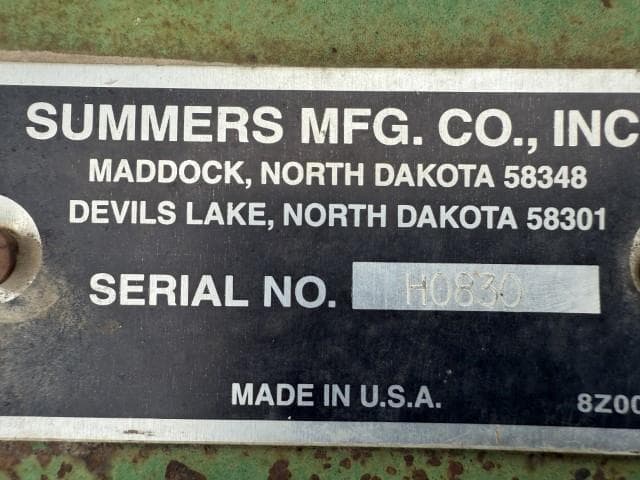 SUMMERS MFG. CO., INC
MADDOCK, NORTH DAKOTA 58348
DEVILS LAKE, NORTH DAKOTA 58301
SERIAL NO. H0830
MADE IN U.S.A.
8Z00